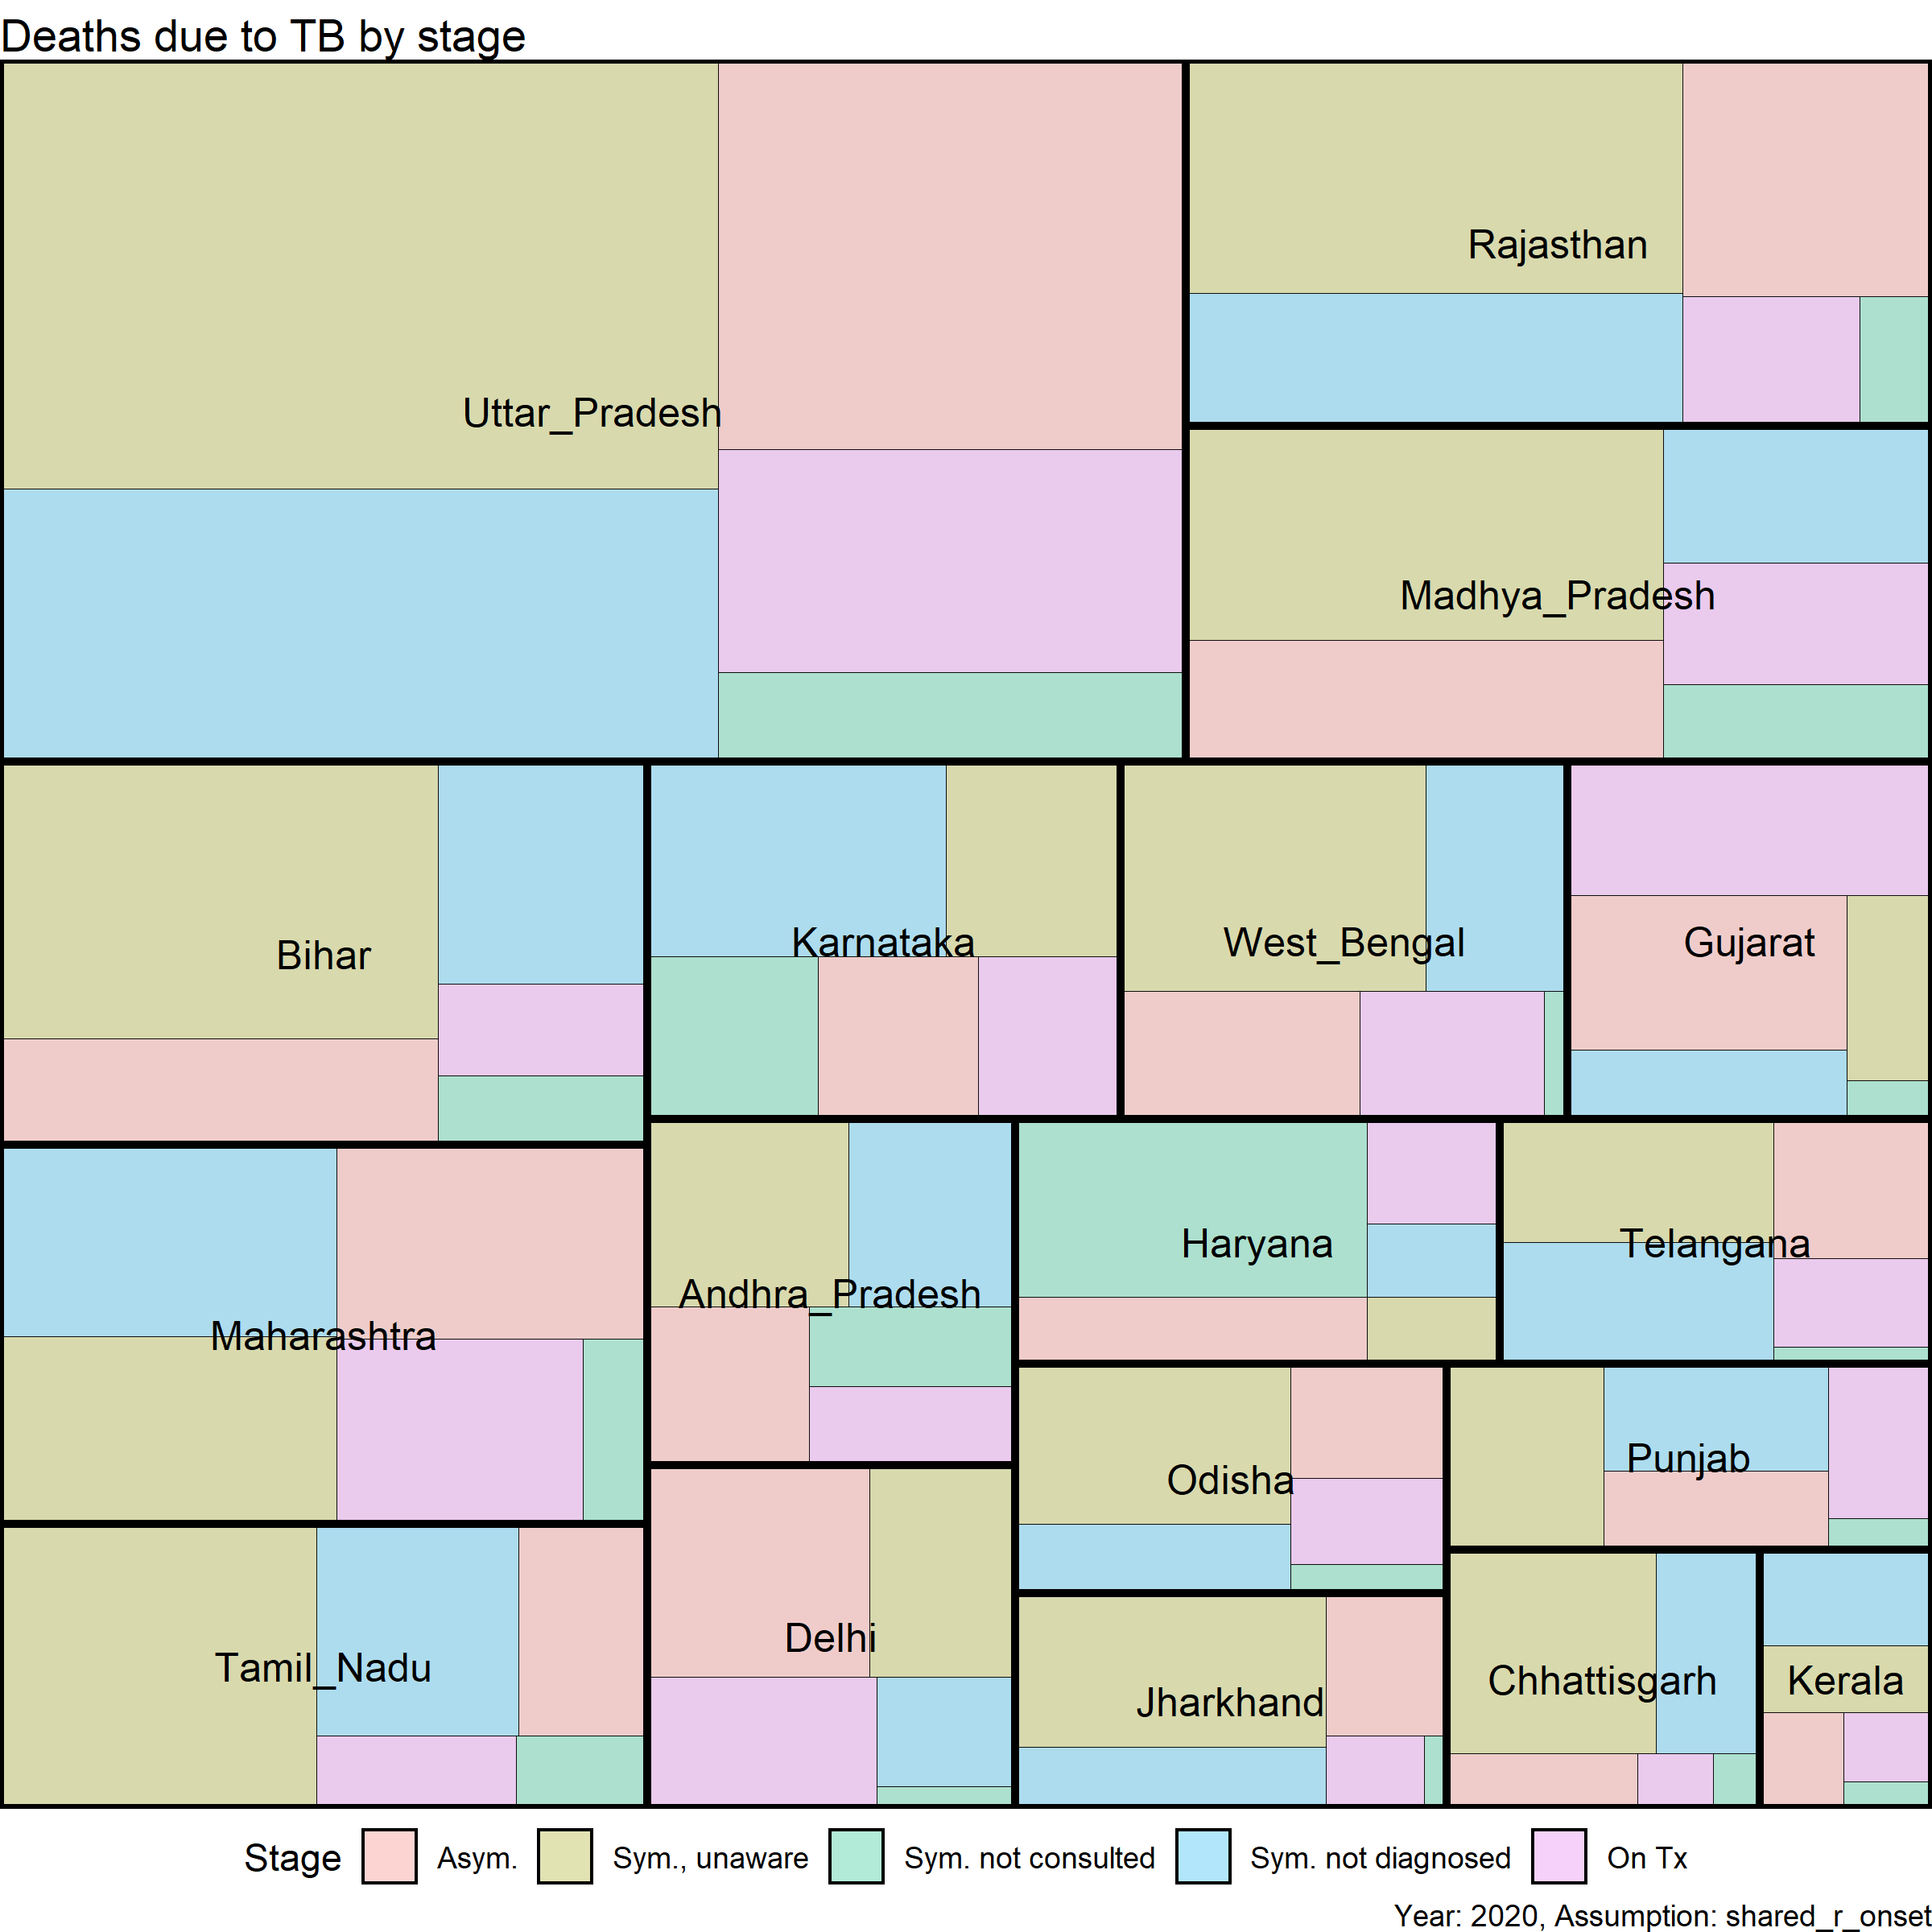 Deaths due to TB by stage
Rajasthan
Uttar_Pradesh
Madhya_Pradesh
Bihar
Karnataka
West_Bengal
Gujarat
Haryana
Telangana
Andhra_Pradesh
Maharashtra
Punjab
Odisha
Delhi
Tamil_Nadu
Chhattisgarh
Kerala
Jharkhand
Stage Asym. Sym., unaware Sym. not consulted Sym. not diagnosed On Tx
Year: 2020, Assumption: shared_r_onset